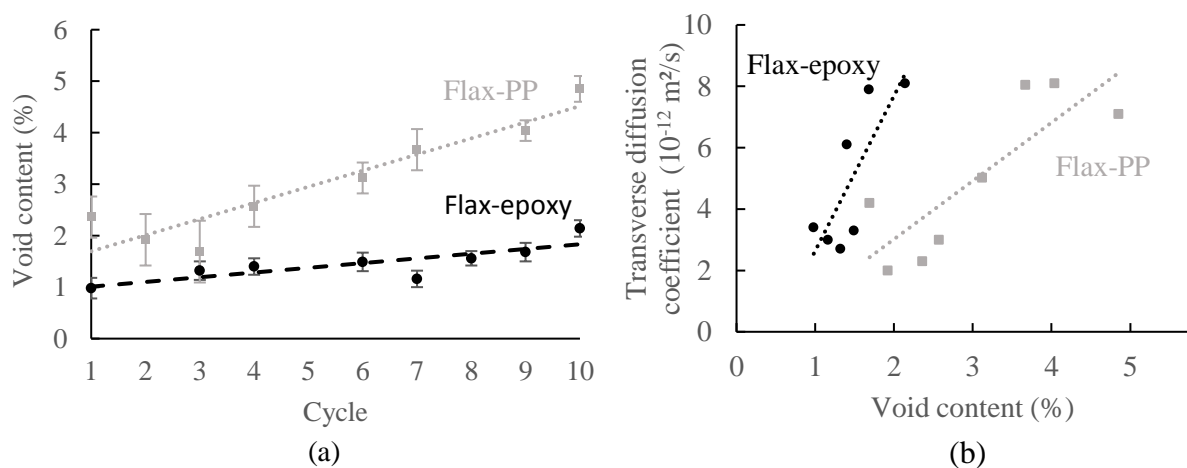 6
5
4
3
2
1
0
Void content (%)
Flax-PP
Flax-epoxy
1 2 3 4 5 6 7 8 9 10
Cycle
(a)
10
8
6
4
2
0
Transverse diffusion
coefficient (10⁻¹² m²/s)
Flax-epoxy
Flax-PP
0 1 2 3 4 5
Void content (%)
(b)